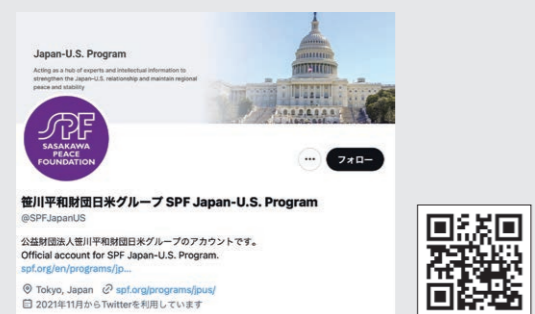 Japan-U.S. Program
Acting as a hub of experts and intellectual information to
strengthen the Japan-U.S. relationship and maintain regional
peace and stability
SPF
SASAKAWA
PEACE
FOUNDATION
フォロー
笹川平和財団日米グループ SPF Japan-U.S. Program
@SPFJapanUS
公益財団法人笹川平和財団日米グループのアカウントです。
Official account for SPF Japan-U.S. Program.
spf.org/en/programs/jp...
Tokyo, Japan spf.org/programs/jpus/
2021年11月からTwitterを利用しています